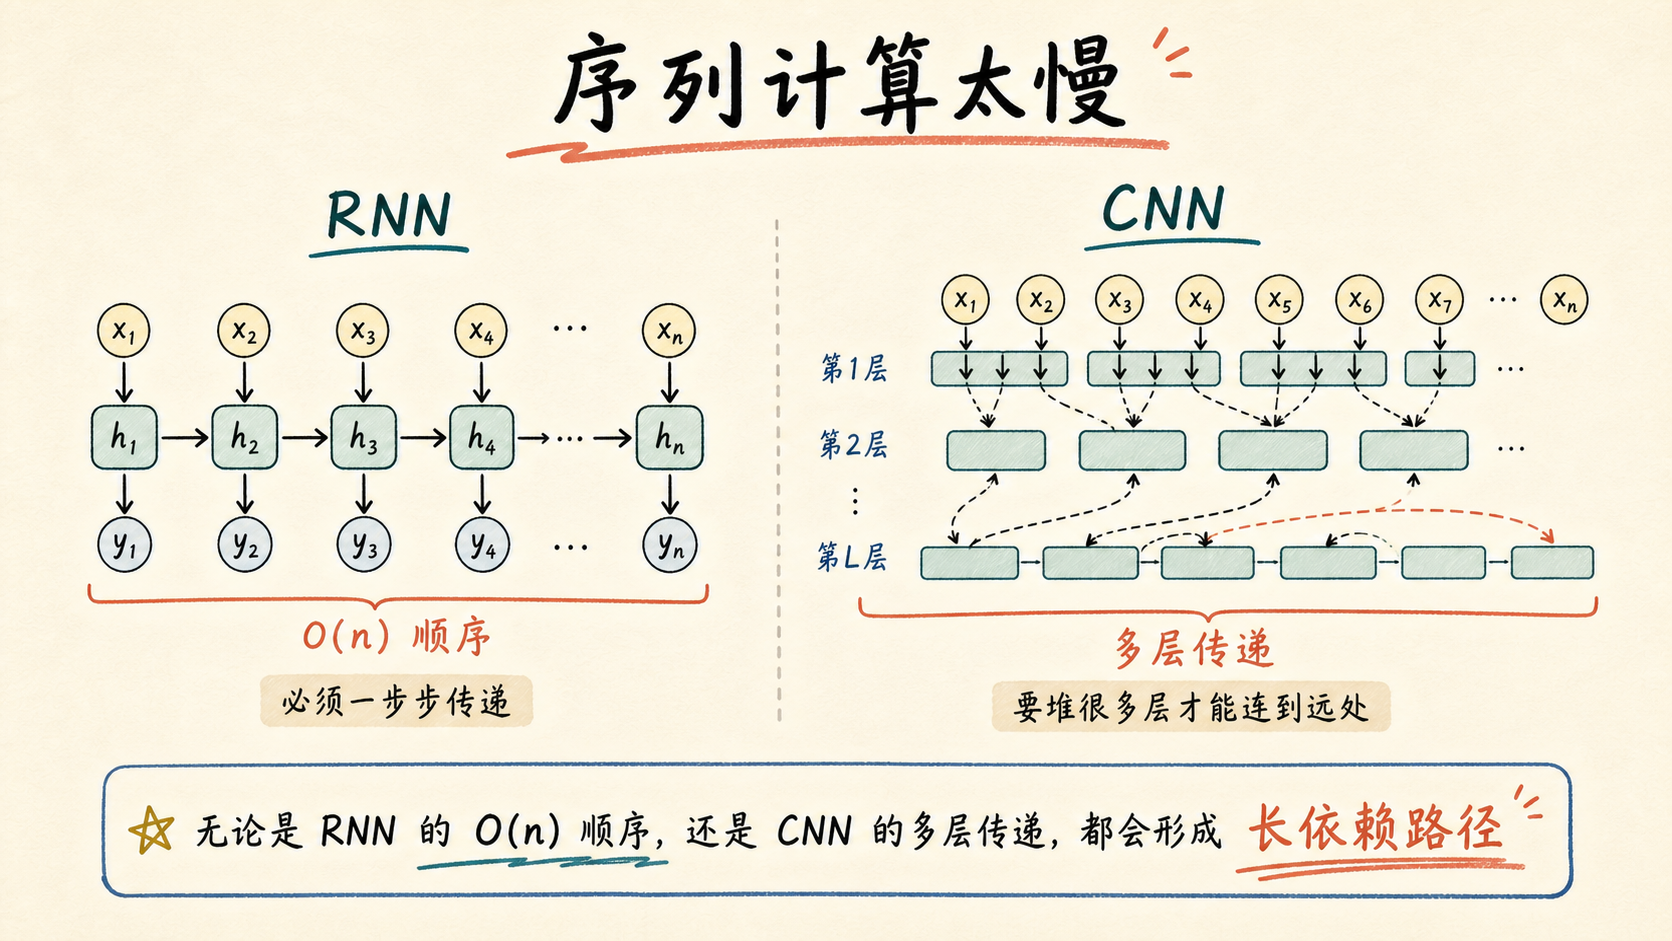 序列计算太慢
RNN
x₁ x₂ x₃ x₄ ··· xₙ
h₁ h₂ h₃ h₄ ··· hₙ
y₁ y₂ y₃ y₄ ··· yₙ
O(n) 顺序
必须一步步传递
CNN
x₁ x₂ x₃ x₄ x₅ x₆ x₇ ··· xₙ
第1层 ···
第2层 ···
⋮
第L层
多层传递
要堆很多层才能连到远处
无论是 RNN 的 O(n) 顺序, 还是 CNN 的多层传递, 都会形成 长依赖路径